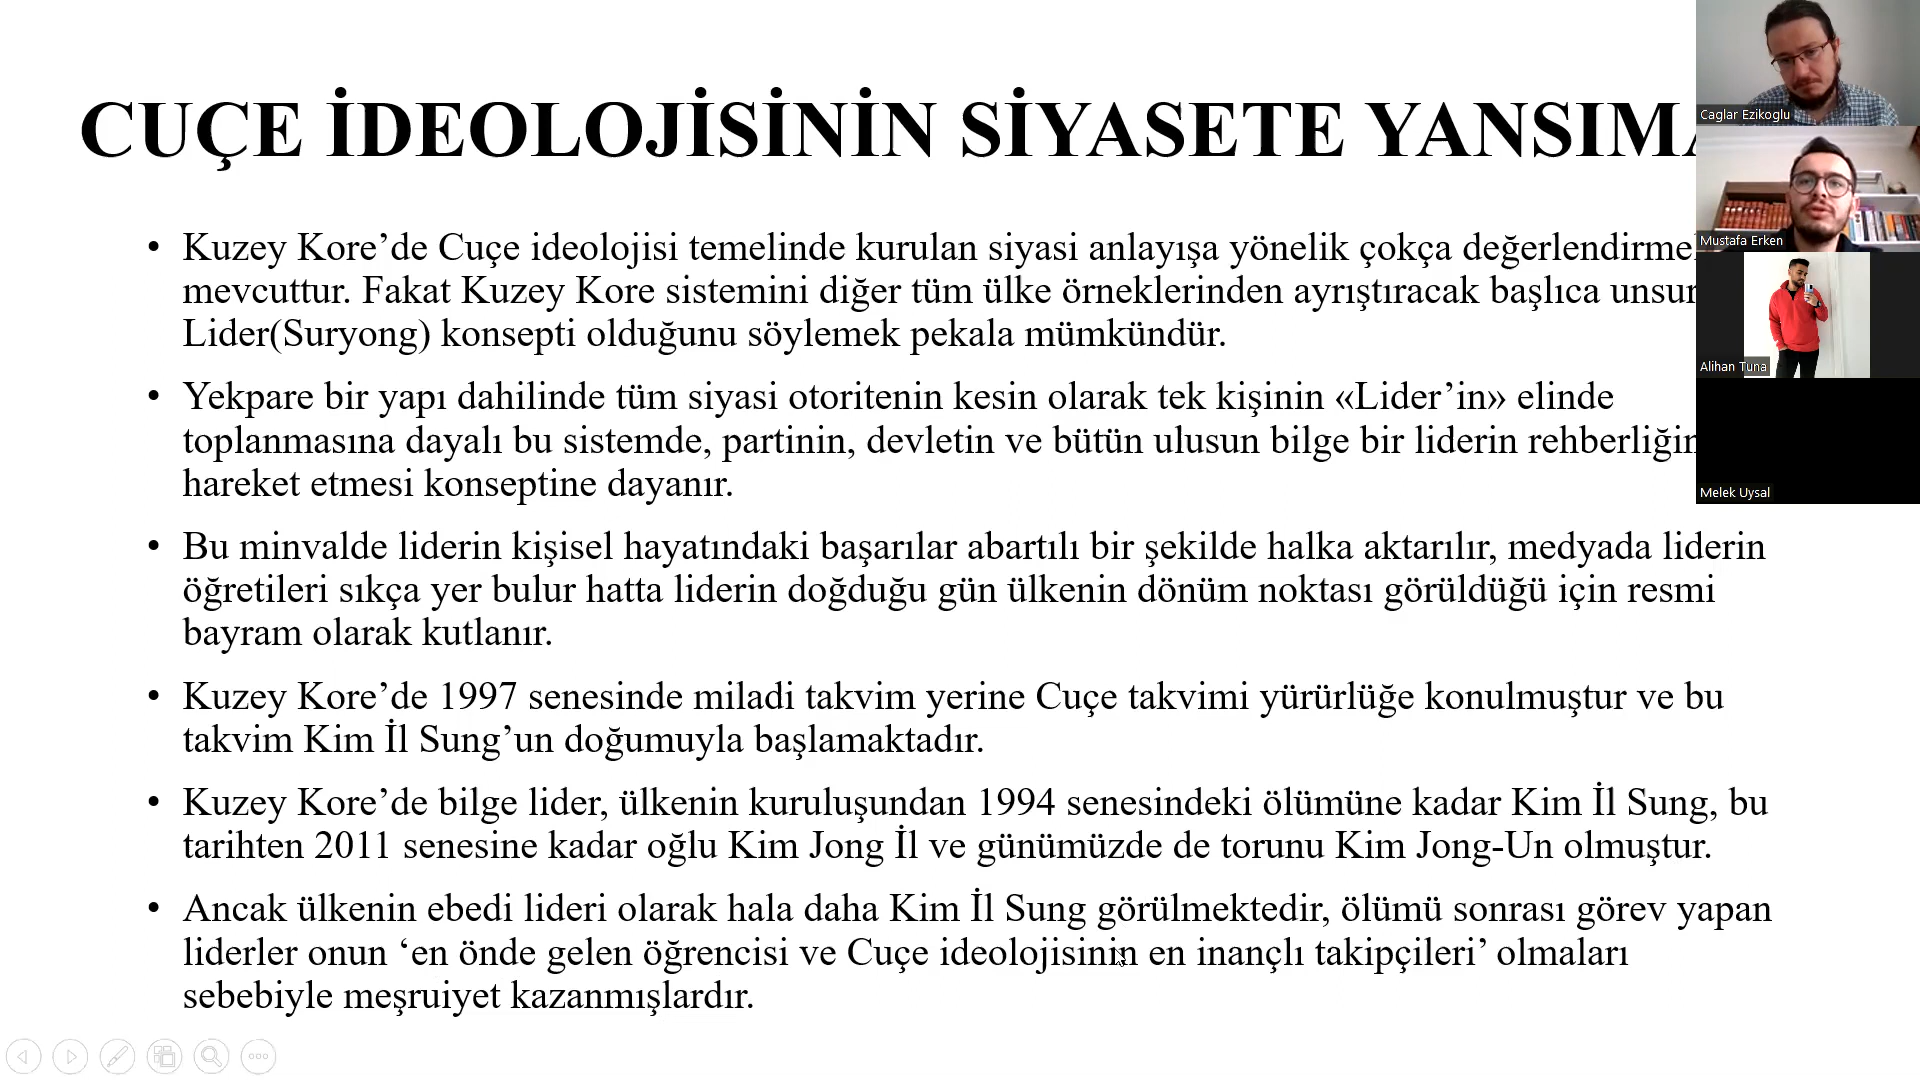 CUÇE İDEOLOJİSİNİN SİYASETE YANSIMA
• Kuzey Kore’de Cuçe ideolojisi temelinde kurulan siyasi anlayışa yönelik çokça
mevcuttur. Fakat Kuzey Kore sistemini diğer tüm ülke örneklerinden ayrıştıracak başlıca unsur
Lider(Suryong) konsepti olduğunu söylemek pekala mümkündür.
• Yekpare bir yapı dahilinde tüm siyasi otoritenin kesin olarak tek kişinin «Lider’in» elinde
toplanmasına dayalı bu sistemde, partinin, devletin ve bütün ulusun bilge bir liderin
hareket etmesi konseptine dayanır.
• Bu minvalde liderin kişisel hayatındaki başarılar abartılı bir şekilde halka aktarılır, medyada liderin
öğretileri sıkça yer bulur hatta liderin doğduğu gün ülkenin dönüm noktası görüldüğü için resmi
bayram olarak kutlanır.
• Kuzey Kore’de 1997 senesinde miladi takvim yerine Cuçe takvimi yürürlüğe konulmuştur ve bu
takvim Kim İl Sung’un doğumuyla başlamaktadır.
• Kuzey Kore’de bilge lider, ülkenin kuruluşundan 1994 senesindeki ölümüne kadar Kim İl Sung, bu
tarihten 2011 senesine kadar oğlu Kim Jong İl ve günümüzde de torunu Kim Jong-Un olmuştur.
• Ancak ülkenin ebedi lideri olarak hala daha Kim İl Sung görülmektedir, ölümü sonrası görev yapan
liderler onun ‘en önde gelen öğrencisi ve Cuçe ideolojisinin en inançlı takipçileri’ olmaları
sebebiyle meşruiyet kazanmışlardır.
Caglar Ezikoglu
Mustafa Erken
Alihan Tuna
Melek Uysal